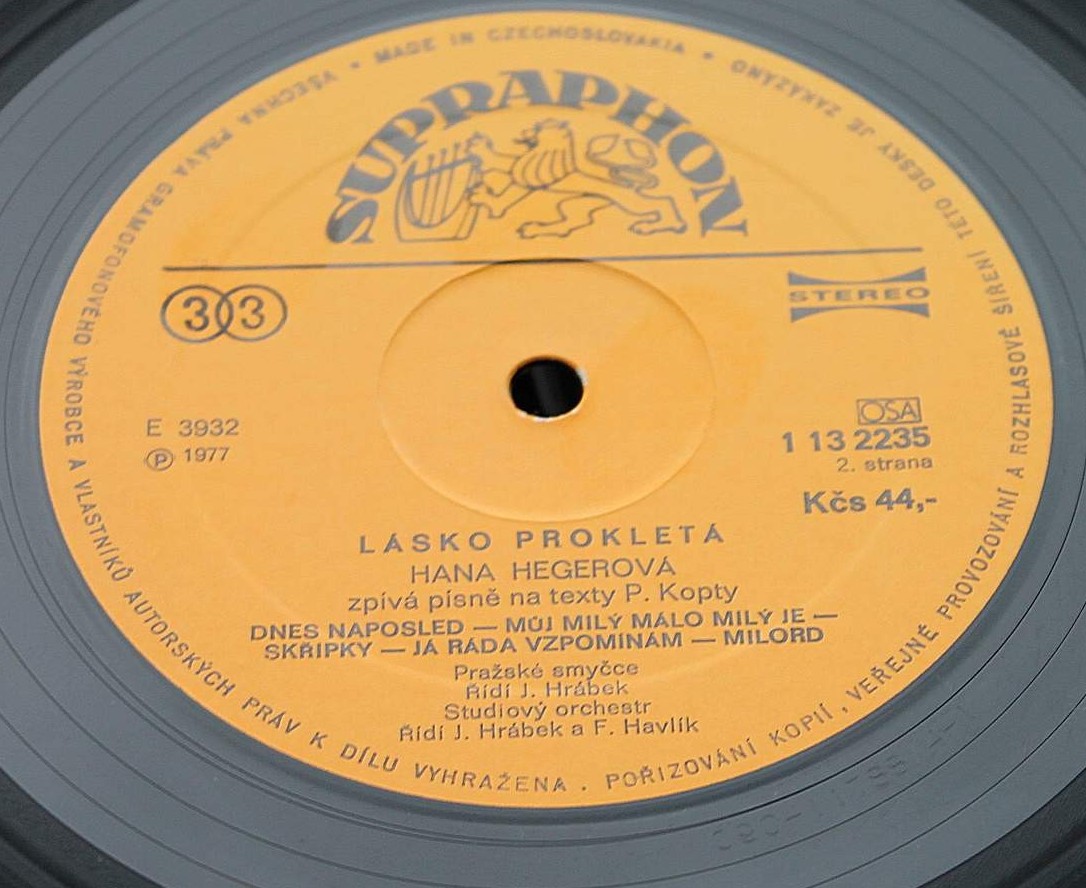 SUPRAPHON
33
STEREO
E 3932
Ⓟ 1977
OSA
1 13 2235
2. strana
Kčs 44,-
LÁSKO PROKLETÁ
HANA HEGEROVÁ
zpívá písně na texty P. Kopty
DNES NAPOSLED — MŮJ MILÝ MÁLO MILÝ JE —
SKŘIPKY — JÁ RÁDA VZPOMÍNÁM — MILORD
Pražské smyčce
Řídí J. Hrábek
Studiový orchestr
Řídí J. Hrábek a F. Havlík
MADE IN CZECHOSLOVAKIA • VŠECHNA PRÁVA GRAMOFONOVÉHO VÝROBCE A VLASTNÍKŮ AUTORSKÝCH PRÁV K DÍLU VYHRAŽENA . POŘIZOVÁNÍ KOPIÍ , VEŘEJNÉ PROVOZOVÁNÍ A ROZHLASOVÉ ŠÍŘENÍ TÉTO DESKY JE ZAKÁZÁNO •